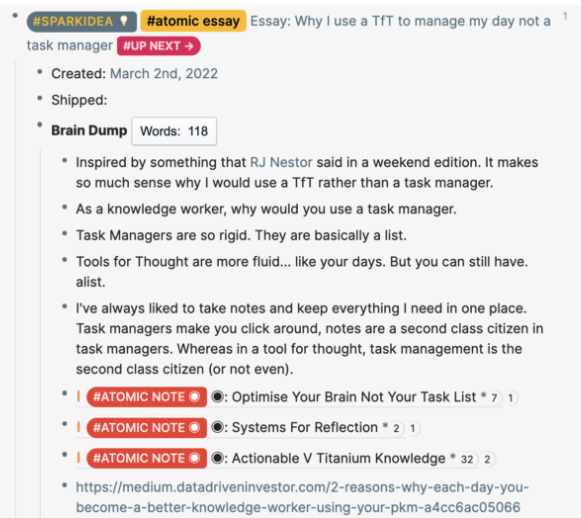 #SPARKIDEA 💡 #atomic essay Essay: Why I use a TfT to manage my day not a 1
task manager #UP NEXT →
Created: March 2nd, 2022
Shipped:
Brain Dump Words: 118
Inspired by something that RJ Nestor said in a weekend edition. It makes
so much sense why I would use a TfT rather than a task manager.
As a knowledge worker, why would you use a task manager.
Task Managers are so rigid. They are basically a list.
Tools for Thought are more fluid... like your days. But you can still have.
alist.
I've always liked to take notes and keep everything I need in one place.
Task managers make you click around, notes are a second class citizen in
task managers. Whereas in a tool for thought, task management is the
second class citizen (or not even).
| #ATOMIC NOTE ◉ ◉: Optimise Your Brain Not Your Task List * 7 1
| #ATOMIC NOTE ◉ ◉: Systems For Reflection * 2 1
| #ATOMIC NOTE ◉ ◉: Actionable V Titanium Knowledge * 32 2
https://medium.datadriveninvestor.com/2-reasons-why-each-day-you-
become-a-better-knowledge-worker-using-your-pkm-a4cc6ac05066